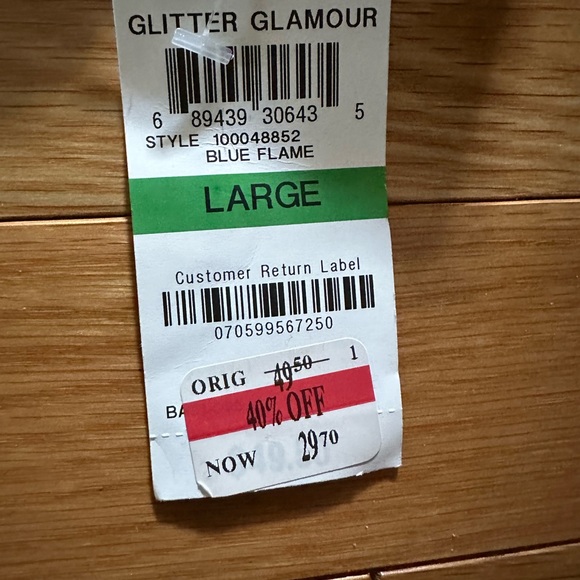 GLITTER GLAMOUR
6 89439 30643 5
STYLE 100048852
BLUE FLAME
LARGE
Customer Return Label
070599567250
ORIG 49.50 1
40% OFF
NOW 29.70